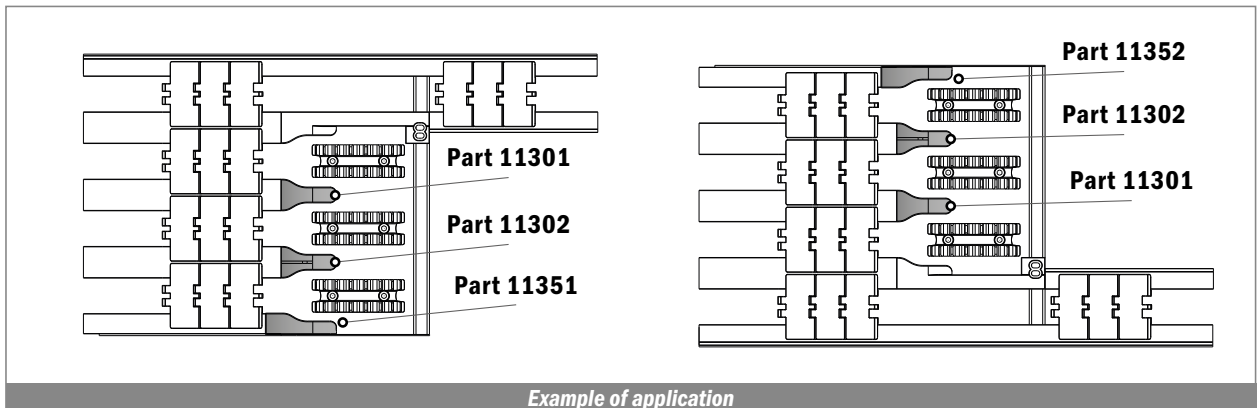 Part 11301
Part 11302
Part 11351
Part 11352
Part 11302
Part 11301
Example of application